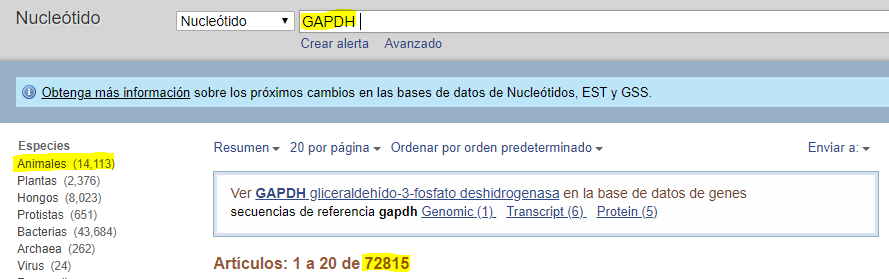 Nucleótido
Nucleótido
GAPDH
Crear alerta Avanzado
Obtenga más información sobre los próximos cambios en las bases de datos de Nucleótidos, EST y GSS.
Especies
Animales (14,113)
Plantas (2,376)
Hongos (8,023)
Protistas (651)
Bacterias (43,684)
Archaea (262)
Virus (24)
Resumen 20 por página Ordenar por orden predeterminado Enviar a:
Ver GAPDH gliceraldehído-3-fosfato deshidrogenasa en la base de datos de genes
secuencias de referencia gapdh Genomic (1) Transcript (6) Protein (5)
Artículos: 1 a 20 de 72815